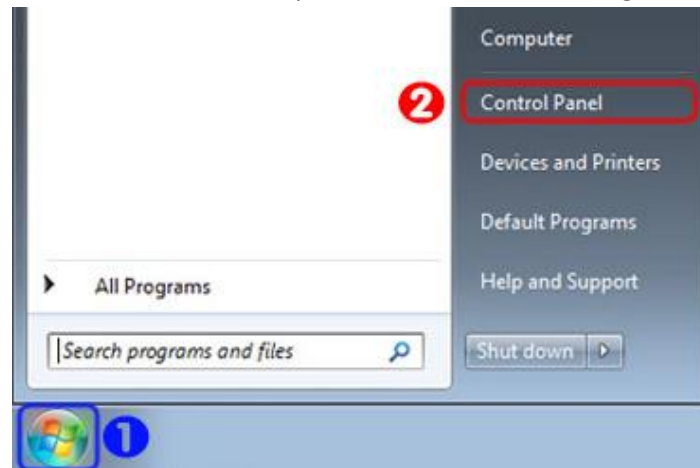 Computer
2 Control Panel
Devices and Printers
Default Programs
All Programs
Help and Support
Search programs and files
Shut down
1